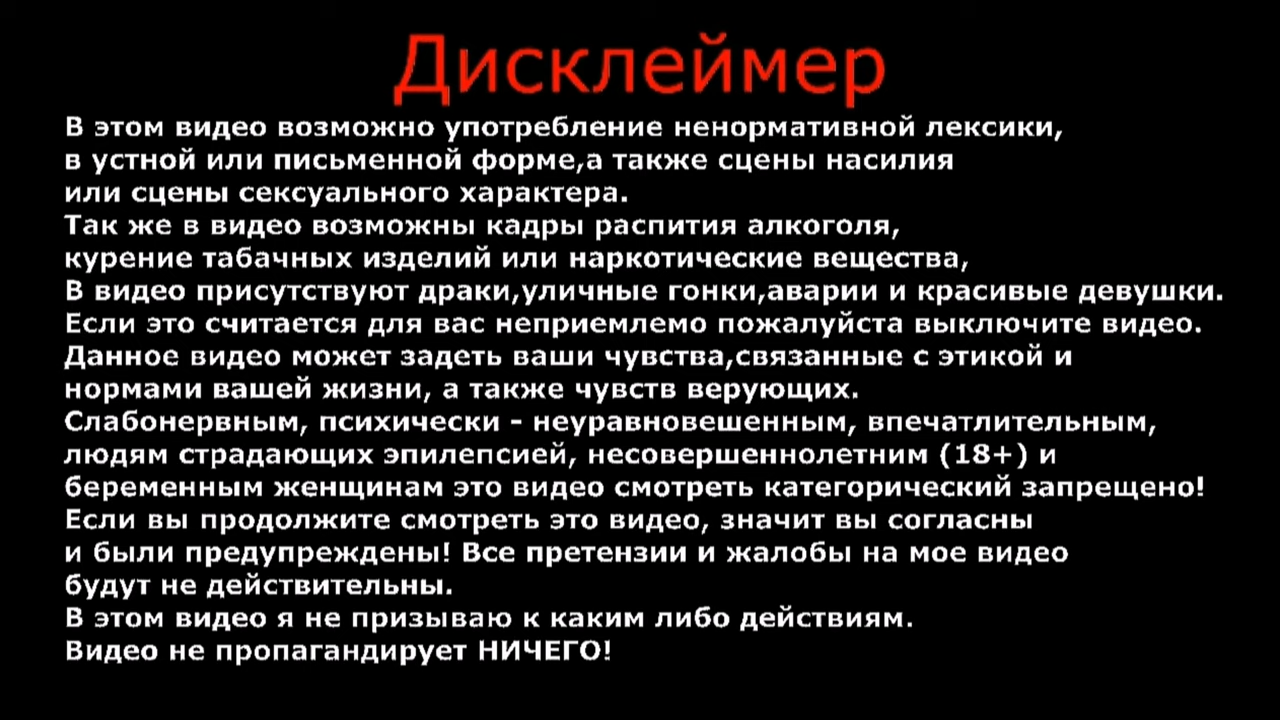 Дисклеймер
В этом видео возможно употребление ненормативной лексики,
в устной или письменной форме,а также сцены насилия
или сцены сексуального характера.
Так же в видео возможны кадры распития алкоголя,
курение табачных изделий или наркотические вещества,
В видео присутствуют драки,уличные гонки,аварии и красивые девушки.
Если это считается для вас неприемлемо пожалуйста выключите видео.
Данное видео может задеть ваши чувства,связанные с этикой и
нормами вашей жизни, а также чувств верующих.
Слабонервным, психически - неуравновешенным, впечатлительным,
людям страдающих эпилепсией, несовершеннолетним (18+) и
беременным женщинам это видео смотреть категорический запрещено!
Если вы продолжите смотреть это видео, значит вы согласны
и были предупреждены! Все претензии и жалобы на мое видео
будут не действительны.
В этом видео я не призываю к каким либо действиям.
Видео не пропагандирует НИЧЕГО!